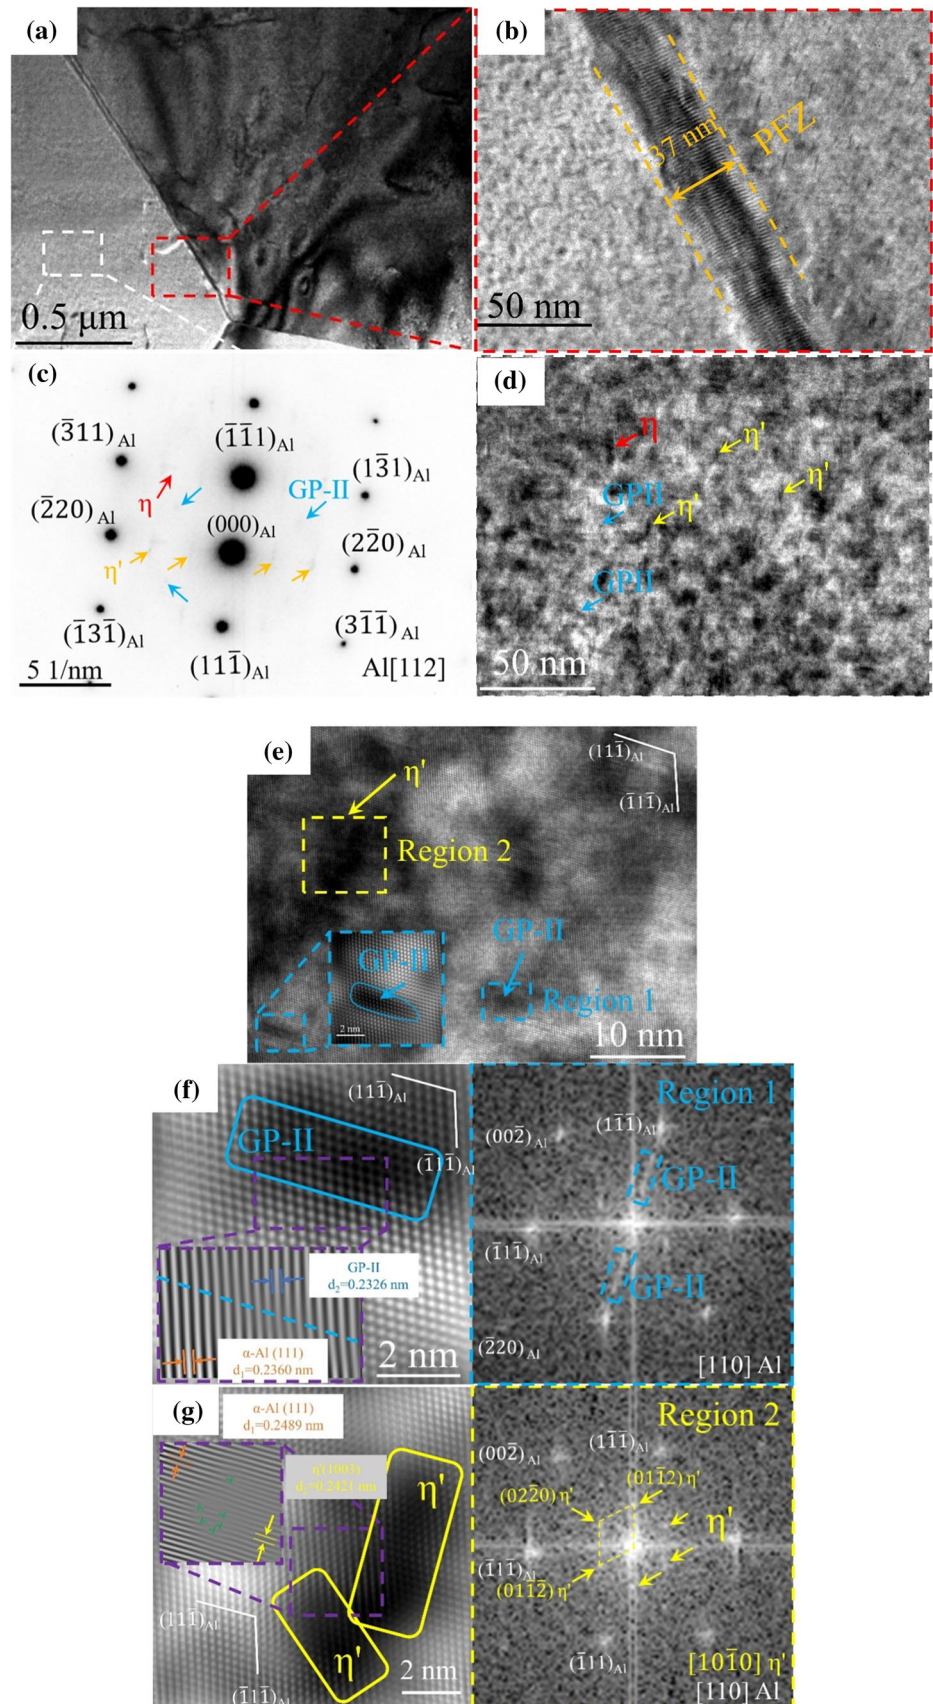 (a)
0.5 μm
(b)
37 nm
PFZ
50 nm
(c)
(3̄11)Al
(1̄1̄1)Al
(13̄1)Al
GP-II
η
(2̄20)Al
(000)Al
(22̄0)Al
η'
(1̄31̄)Al
(31̄1̄)Al
(111̄)Al
5 1/nm
Al[112]
(d)
η
η'
η'
GPII
η'
GPII
50 nm
(e)
η'
(111̄)Al
(1̄11̄)Al
Region 2
GP-II
GP-II
Region 1
2 nm
10 nm
(f)
(111̄)Al
GP-II
(1̄11̄)Al
GP-II
d₂=0.2326 nm
α-Al (111)
d₁=0.2360 nm
2 nm
Region 1
(002̄)Al
(11̄1̄)Al
GP-II
(1̄11̄)Al
GP-II
(2̄20)Al
[110] Al
(g)
α-Al (111)
d₁=0.2489 nm
d₂=0.2421 nm
η'
(111̄)Al
η'
(1̄11̄)Al
2 nm
Region 2
(002̄)Al
(11̄1̄)Al
(011̄2) η'
(022̄0) η'
η'
(1̄11̄)Al
(011̄2̄) η'
(1̄11)Al
[101̄0] η'
[110] Al